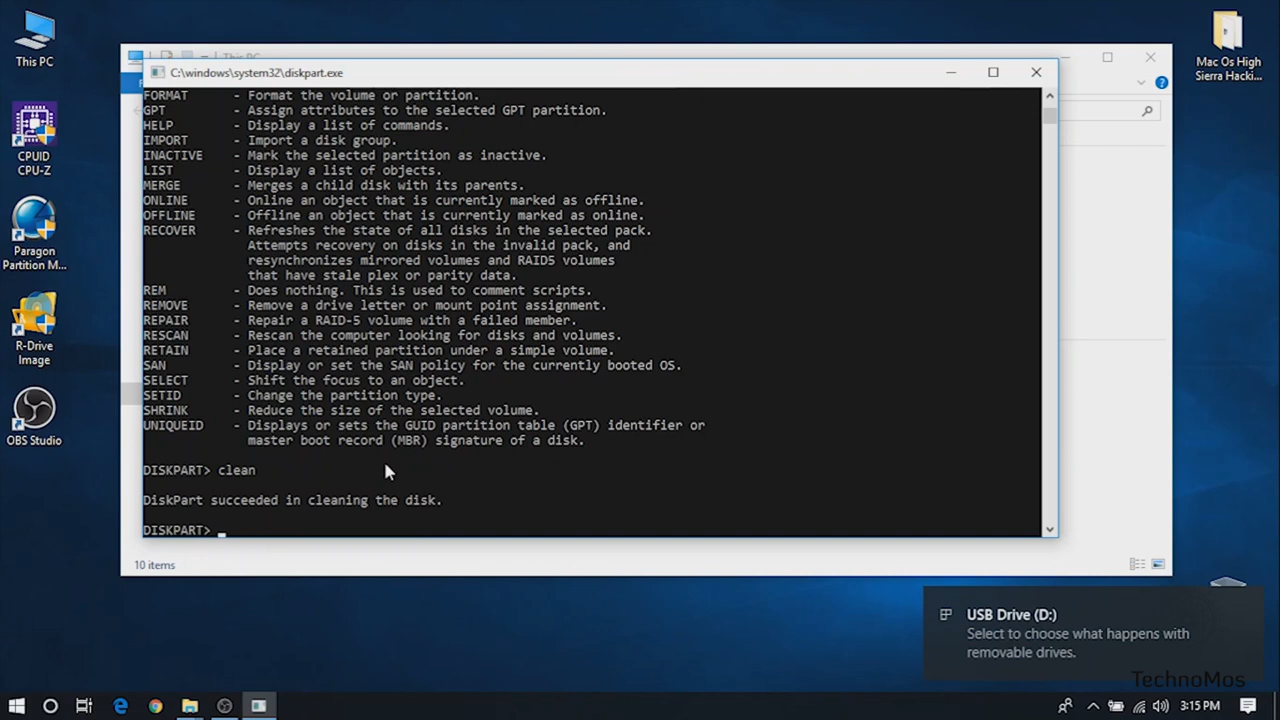 This PC
CPUID
CPU-Z
Paragon
Partition M...
R-Drive
Image
OBS Studio
Mac Os High
Sierra Hacki...
This PC
C:\windows\system32\diskpart.exe
FORMAT - Format the volume or partition.
GPT - Assign attributes to the selected GPT partition.
HELP - Display a list of commands.
IMPORT - Import a disk group.
INACTIVE - Mark the selected partition as inactive.
LIST - Display a list of objects.
MERGE - Merges a child disk with its parents.
ONLINE - Online an object that is currently marked as offline.
OFFLINE - Offline an object that is currently marked as online.
RECOVER - Refreshes the state of all disks in the selected pack.
Attempts recovery on disks in the invalid pack, and
resynchronizes mirrored volumes and RAID5 volumes
that have stale plex or parity data.
REM - Does nothing. This is used to comment scripts.
REMOVE - Remove a drive letter or mount point assignment.
REPAIR - Repair a RAID-5 volume with a failed member.
RESCAN - Rescan the computer looking for disks and volumes.
RETAIN - Place a retained partition under a simple volume.
SAN - Display or set the SAN policy for the currently booted OS.
SELECT - Shift the focus to an object.
SETID - Change the partition type.
SHRINK - Reduce the size of the selected volume.
UNIQUEID - Displays or sets the GUID partition table (GPT) identifier or
master boot record (MBR) signature of a disk.
DISKPART> clean
DiskPart succeeded in cleaning the disk.
DISKPART> _
10 items
USB Drive (D:)
Select to choose what happens with
removable drives.
TechnoMos
3:15 PM